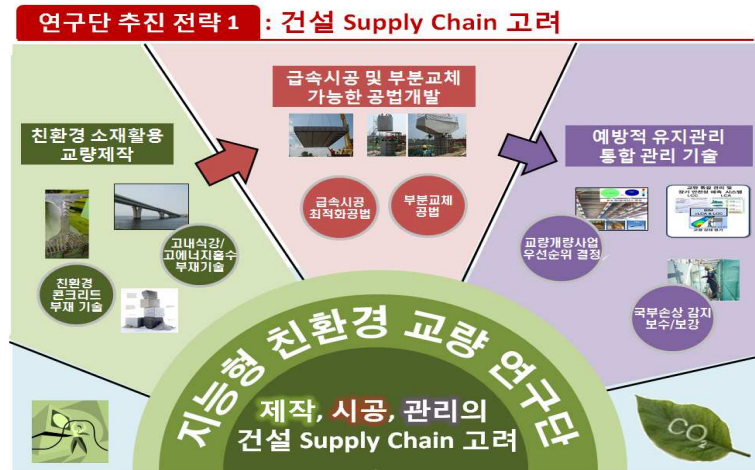 연구단 추진 전략 1 : 건설 Supply Chain 고려
급속시공 및 부분교체
가능한 공법개발
친환경 소재활용
교량제작
예방적 유지관리
통합 관리 기술
급속시공
최적화공법
부분교체
공법
고내식강/
고에너지흡수
부재기술
친환경
콘크리트
부재 기술
교량개량사업
우선순위 결정
국부손상 감지
보수/보강
지능형 친환경 교량 연구단
제작, 시공, 관리의
건설 Supply Chain 고려
CO2